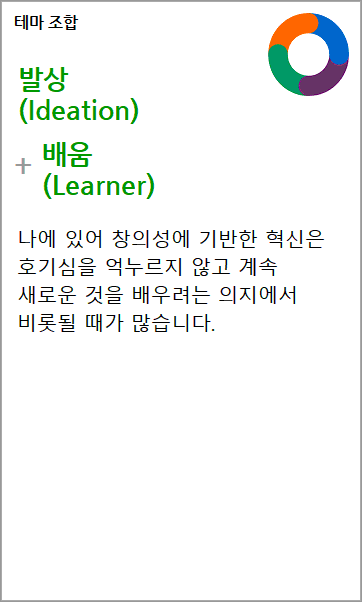 테마 조합
발상
(Ideation)
+ 배움
(Learner)
나에 있어 창의성에 기반한 혁신은
호기심을 억누르지 않고 계속
새로운 것을 배우려는 의지에서
비롯될 때가 많습니다.